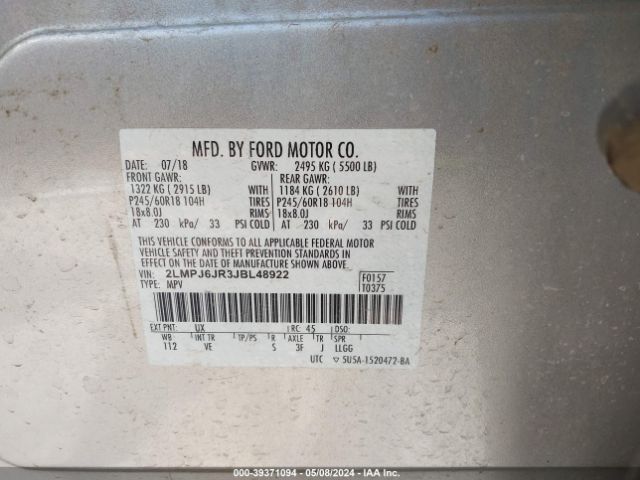 MFD. BY FORD MOTOR CO.
DATE: 07/18 GVWR: 2495 KG ( 5500 LB)
FRONT GAWR: REAR GAWR:
1322 KG ( 2915 LB) WITH 1184 KG ( 2610 LB) WITH
P245/60R18 104H TIRES P245/60R18 104H TIRES
18x8.0J RIMS 18x8.0J RIMS
AT 230 kPa/ 33 PSI COLD AT 230 kPa/ 33 PSI COLD
THIS VEHICLE CONFORMS TO ALL APPLICABLE FEDERAL MOTOR
VEHICLE SAFETY AND THEFT PREVENTION STANDARDS IN
EFFECT ON THE DATE OF MANUFACTURE SHOWN ABOVE.
VIN: 2LMPJ6JR3JBL48922
TYPE: MPV
F0157
T0375
EXT PNT: UX RC: 45 DSO:
WB INT TR TP/PS R AXLE TR SPR
112 VE S 3F J LLGG
UTC ▽ 5U5A-1520472-BA
000-39371094 - 05/08/2024 - IAA Inc.